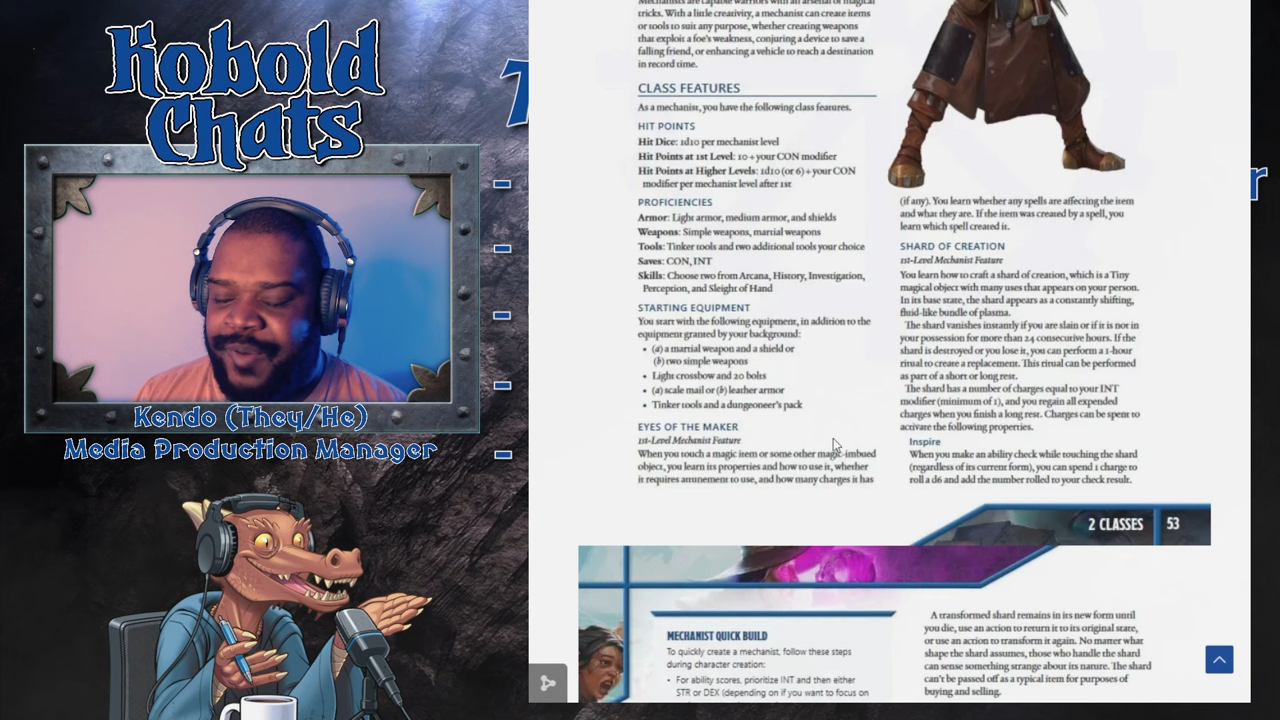 Kobold
Chats
Kendo (They/He)
Media Production Manager
Mechanists are capable warriors with an arsenal of magical
tricks. With a little creativity, a mechanist can create items
or tools to suit any purpose, whether creating weapons
that exploit a foe's weakness, conjuring a device to save a
falling friend, or enhancing a vehicle to reach a destination
in record time.
CLASS FEATURES
As a mechanist, you have the following class features.
HIT POINTS
Hit Dice: 1d10 per mechanist level
Hit Points at 1st Level: 10 + your CON modifier
Hit Points at Higher Levels: 1d10 (or 6) + your CON
modifier per mechanist level after 1st
PROFICIENCIES
Armor: Light armor, medium armor, and shields
Weapons: Simple weapons, martial weapons
Tools: Tinker tools and two additional tools your choice
Saves: CON, INT
Skills: Choose two from Arcana, History, Investigation,
Perception, and Sleight of Hand
STARTING EQUIPMENT
You start with the following equipment, in addition to the
equipment granted by your background:
• (a) a martial weapon and a shield or
(b) two simple weapons
• Light crossbow and 20 bolts
• (a) scale mail or (b) leather armor
• Tinker tools and a dungeoneer's pack
EYES OF THE MAKER
1st-Level Mechanist Feature
When you touch a magic item or some other magic-imbued
object, you learn its properties and how to use it, whether
it requires attunement to use, and how many charges it has
(if any). You learn whether any spells are affecting the item
and what they are. If the item was created by a spell, you
learn which spell created it.
SHARD OF CREATION
1st-Level Mechanist Feature
You learn how to craft a shard of creation, which is a Tiny
magical object with many uses that appears on your person.
In its base state, the shard appears as a constantly shifting,
fluid-like bundle of plasma.
The shard vanishes instantly if you are slain or if it is not in
your possession for more than 24 consecutive hours. If the
shard is destroyed or you lose it, you can perform a 1-hour
ritual to create a replacement. This ritual can be performed
as part of a short or long rest.
The shard has a number of charges equal to your INT
modifier (minimum of 1), and you regain all expended
charges when you finish a long rest. Charges can be spent to
activate the following properties.
Inspire
When you make an ability check while touching the shard
(regardless of its current form), you can spend 1 charge to
roll a d6 and add the number rolled to your check result.
2 CLASSES 53
MECHANIST QUICK BUILD
To quickly create a mechanist, follow these steps
during character creation:
• For ability scores, prioritize INT and then either
STR or DEX (depending on if you want to focus on
A transformed shard remains in its new form until
you die, use an action to return it to its original state,
or use an action to transform it again. No matter what
shape the shard assumes, those who handle the shard
can sense something strange about its nature. The shard
can't be passed off as a typical item for purposes of
buying and selling.